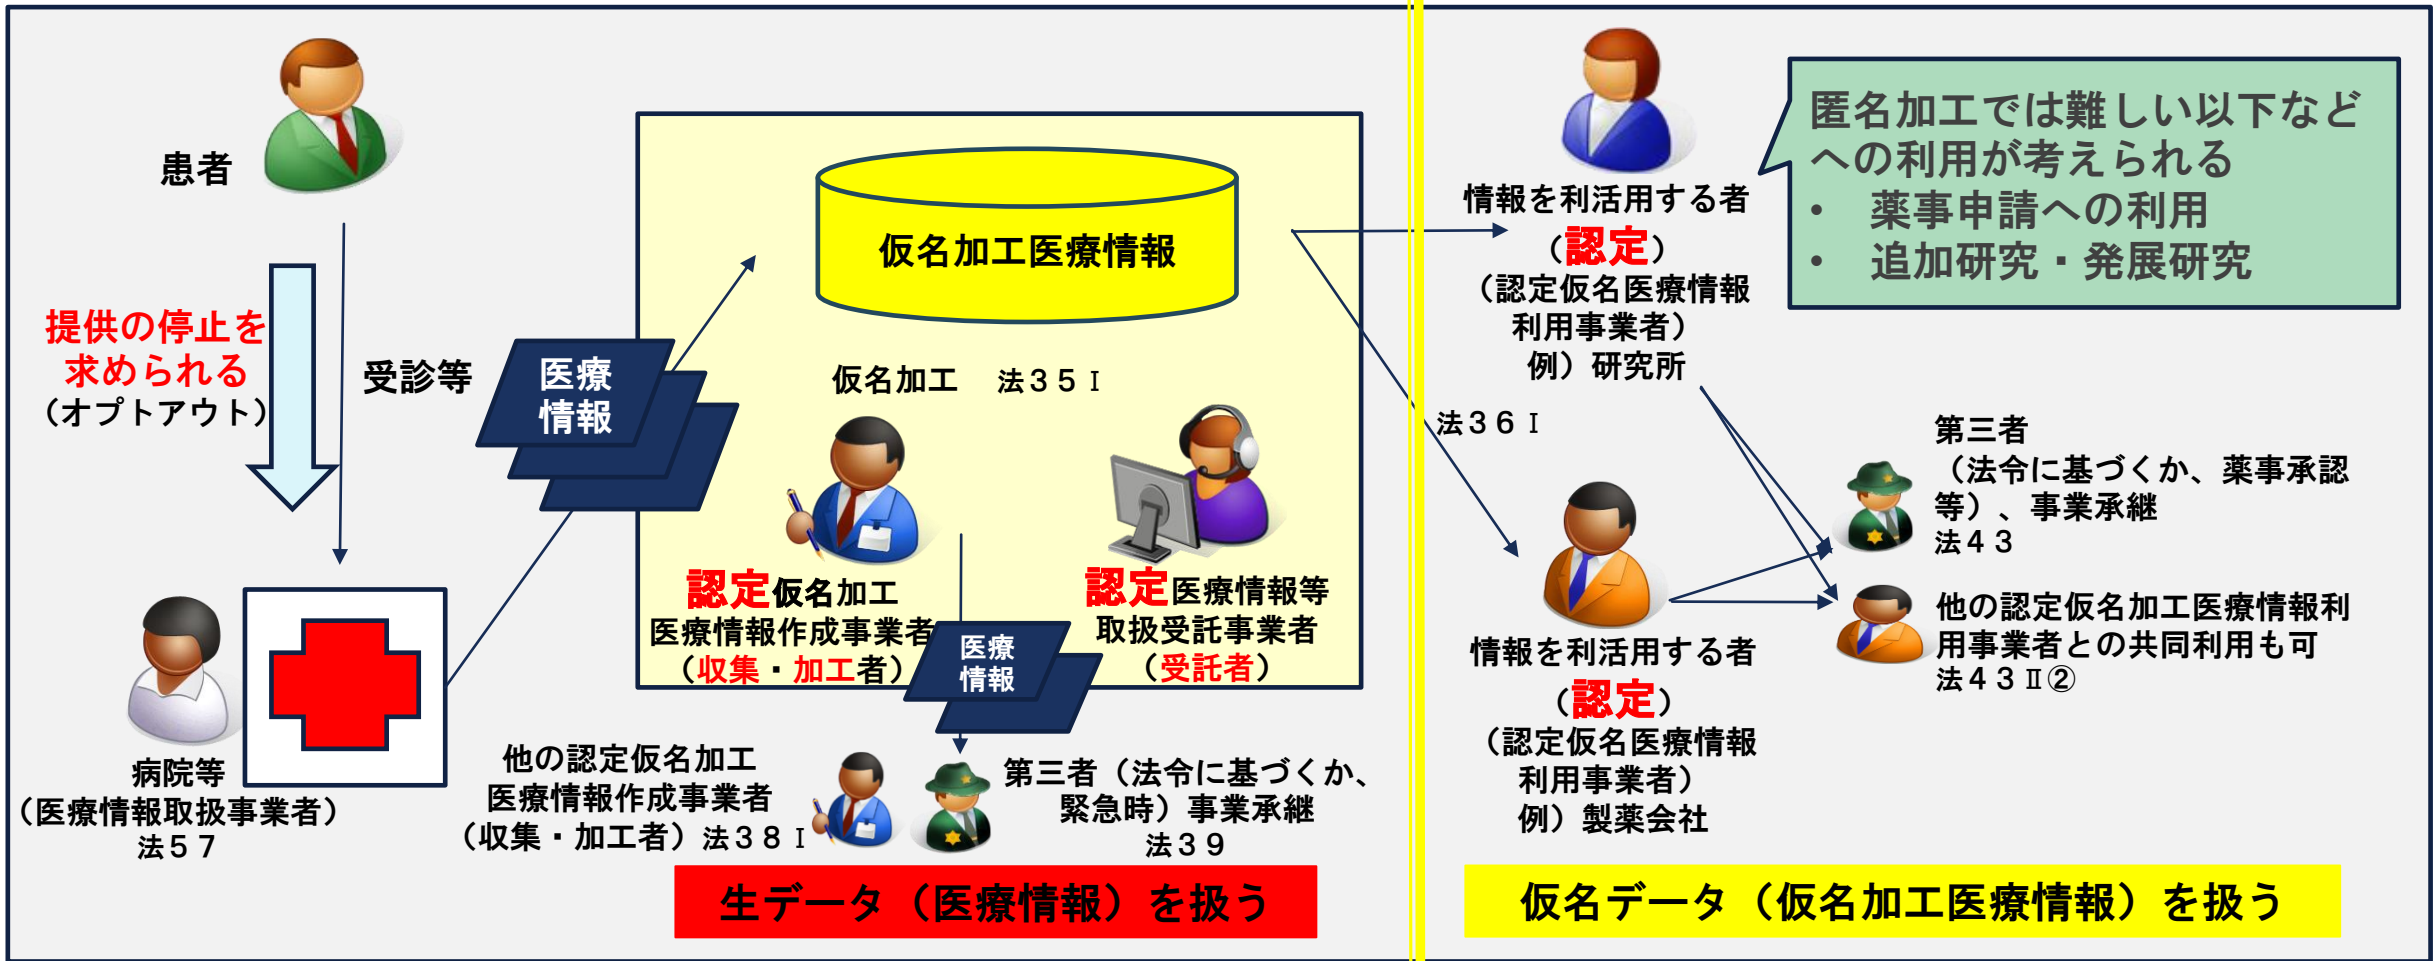 患者
提供の停止を
求められる
（オプトアウト）
受診等
病院等
（医療情報取扱事業者）
法５７
医療
情報
仮名加工医療情報
仮名加工　法３５Ⅰ
認定仮名加工
医療情報作成事業者
（収集・加工者）
認定医療情報等
取扱受託事業者
（受託者）
医療
情報
他の認定仮名加工
医療情報作成事業者
（収集・加工者）法３８Ⅰ
第三者（法令に基づくか、
緊急時）事業承継
法３９
生データ（医療情報）を扱う
情報を利活用する者
（認定）
（認定仮名医療情報
利用事業者）
例）研究所
匿名加工では難しい以下など
への利用が考えられる
•　薬事申請への利用
•　追加研究・発展研究
法３６Ⅰ
情報を利活用する者
（認定）
（認定仮名医療情報
利用事業者）
例）製薬会社
第三者
（法令に基づくか、薬事承認
等）、事業承継
法４３
他の認定仮名加工医療情報利
用事業者との共同利用も可
法４３Ⅱ②
仮名データ（仮名加工医療情報）を扱う